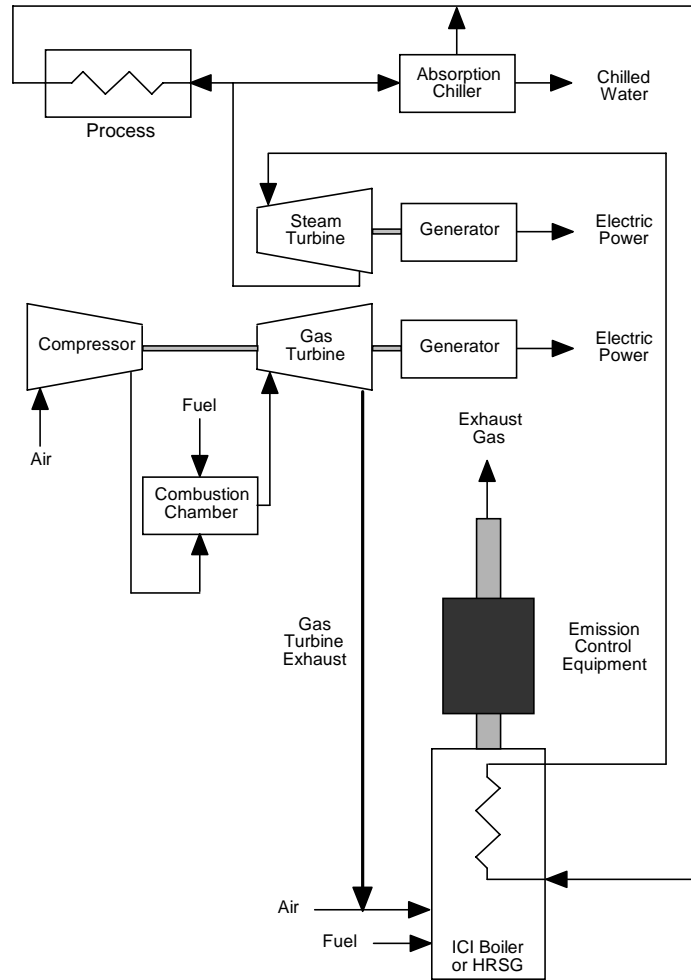 Absorption
Chiller
Chilled
Water
Process
Steam
Turbine
Generator
Electric
Power
Compressor
Gas
Turbine
Generator
Electric
Power
Air
Fuel
Combustion
Chamber
Exhaust
Gas
Gas
Turbine
Exhaust
Emission
Control
Equipment
Air
Fuel
ICI Boiler
or HRSG